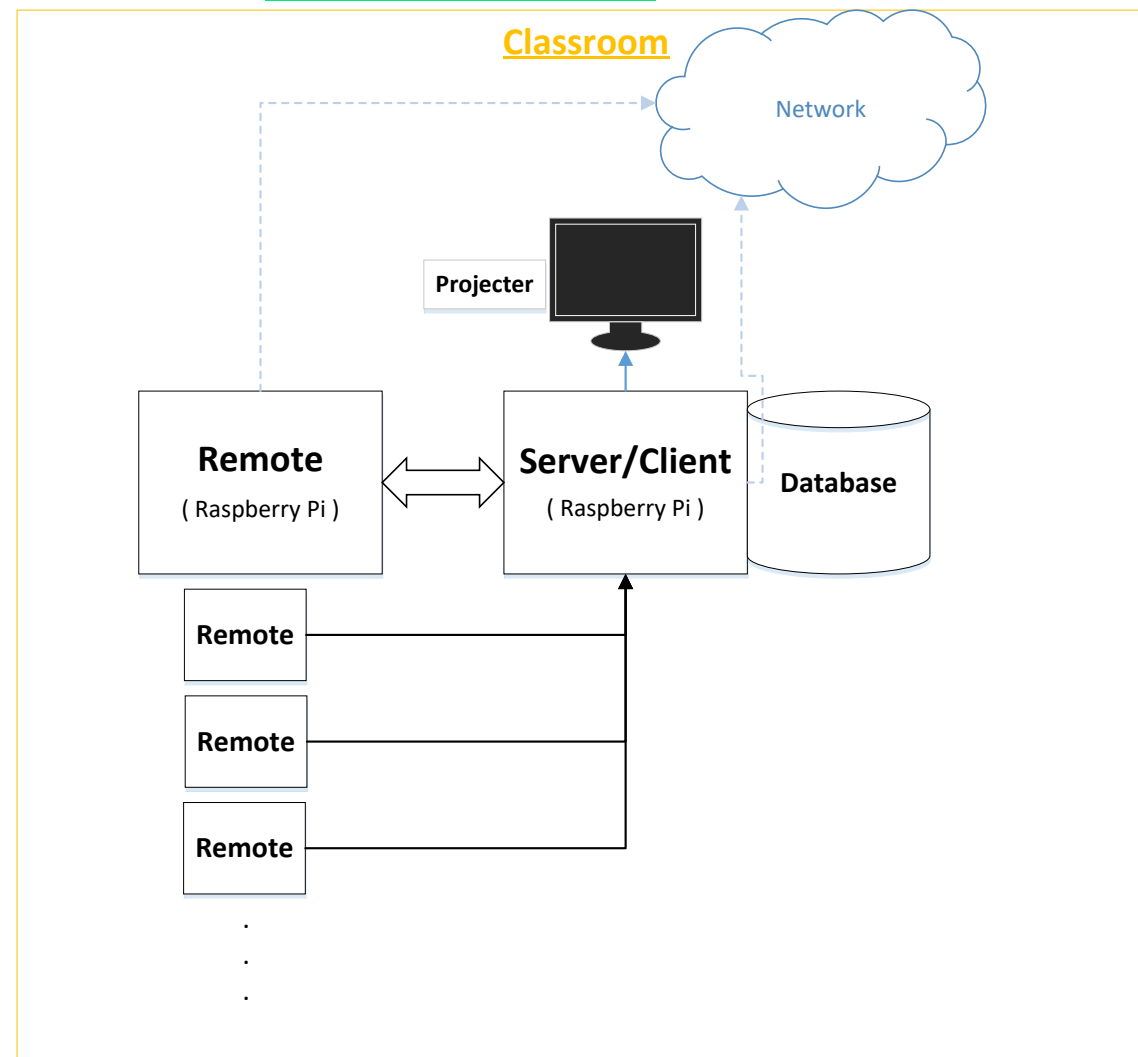 Classroom
Network
Projecter
Remote
( Raspberry Pi )
Server/Client
( Raspberry Pi )
Database
Remote
Remote
Remote
.
.
.